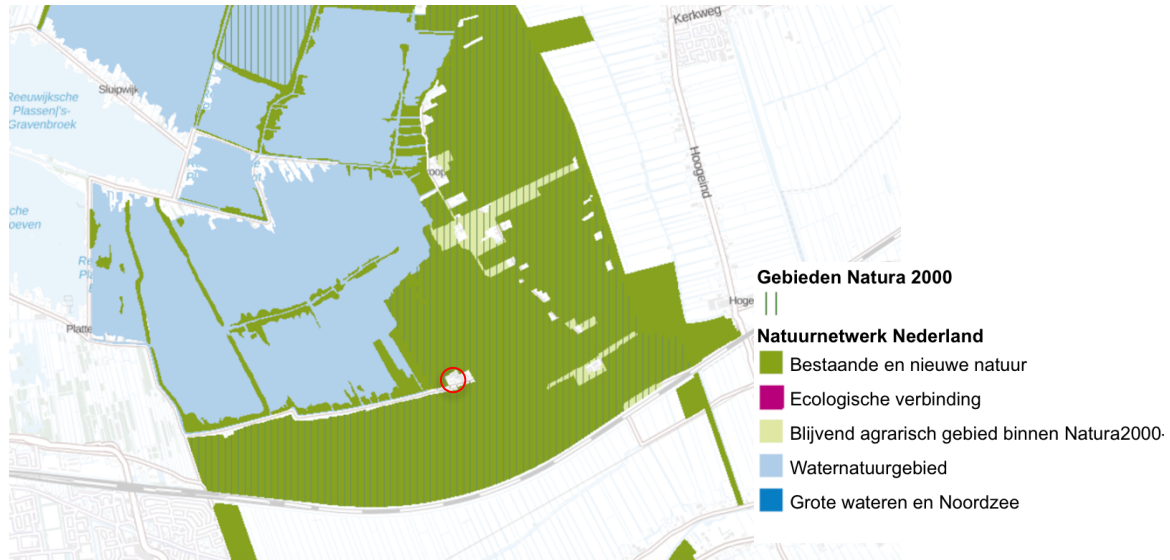 Kerkweg
Sluipwijk
Reeuwijksche
Plassen['s-
Gravenbroek
Hoogeind
Platte
Hoge
Gebieden Natura 2000
Natuurnetwerk Nederland
Bestaande en nieuwe natuur
Ecologische verbinding
Blijvend agrarisch gebied binnen Natura2000-
Waternatuurgebied
Grote wateren en Noordzee